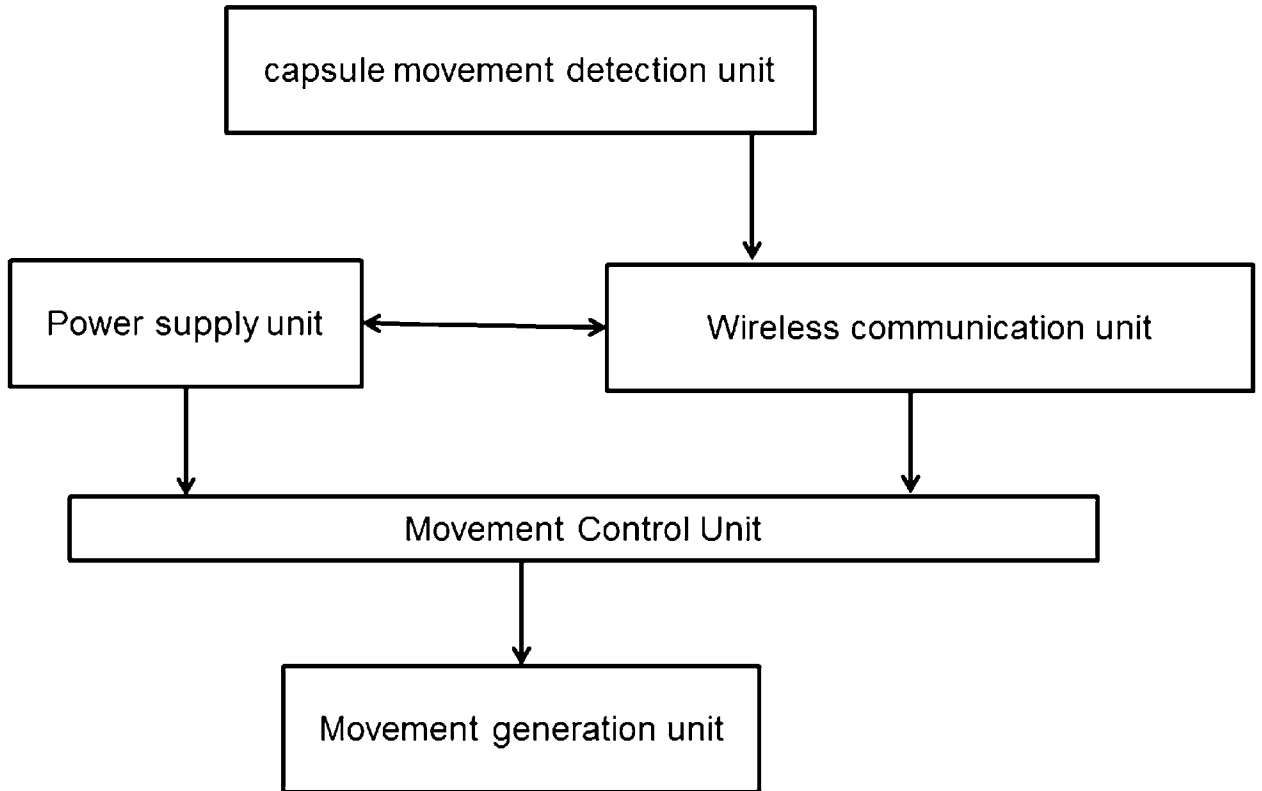 capsule movement detection unit
Power supply unit
Wireless communication unit
Movement Control Unit
Movement generation unit